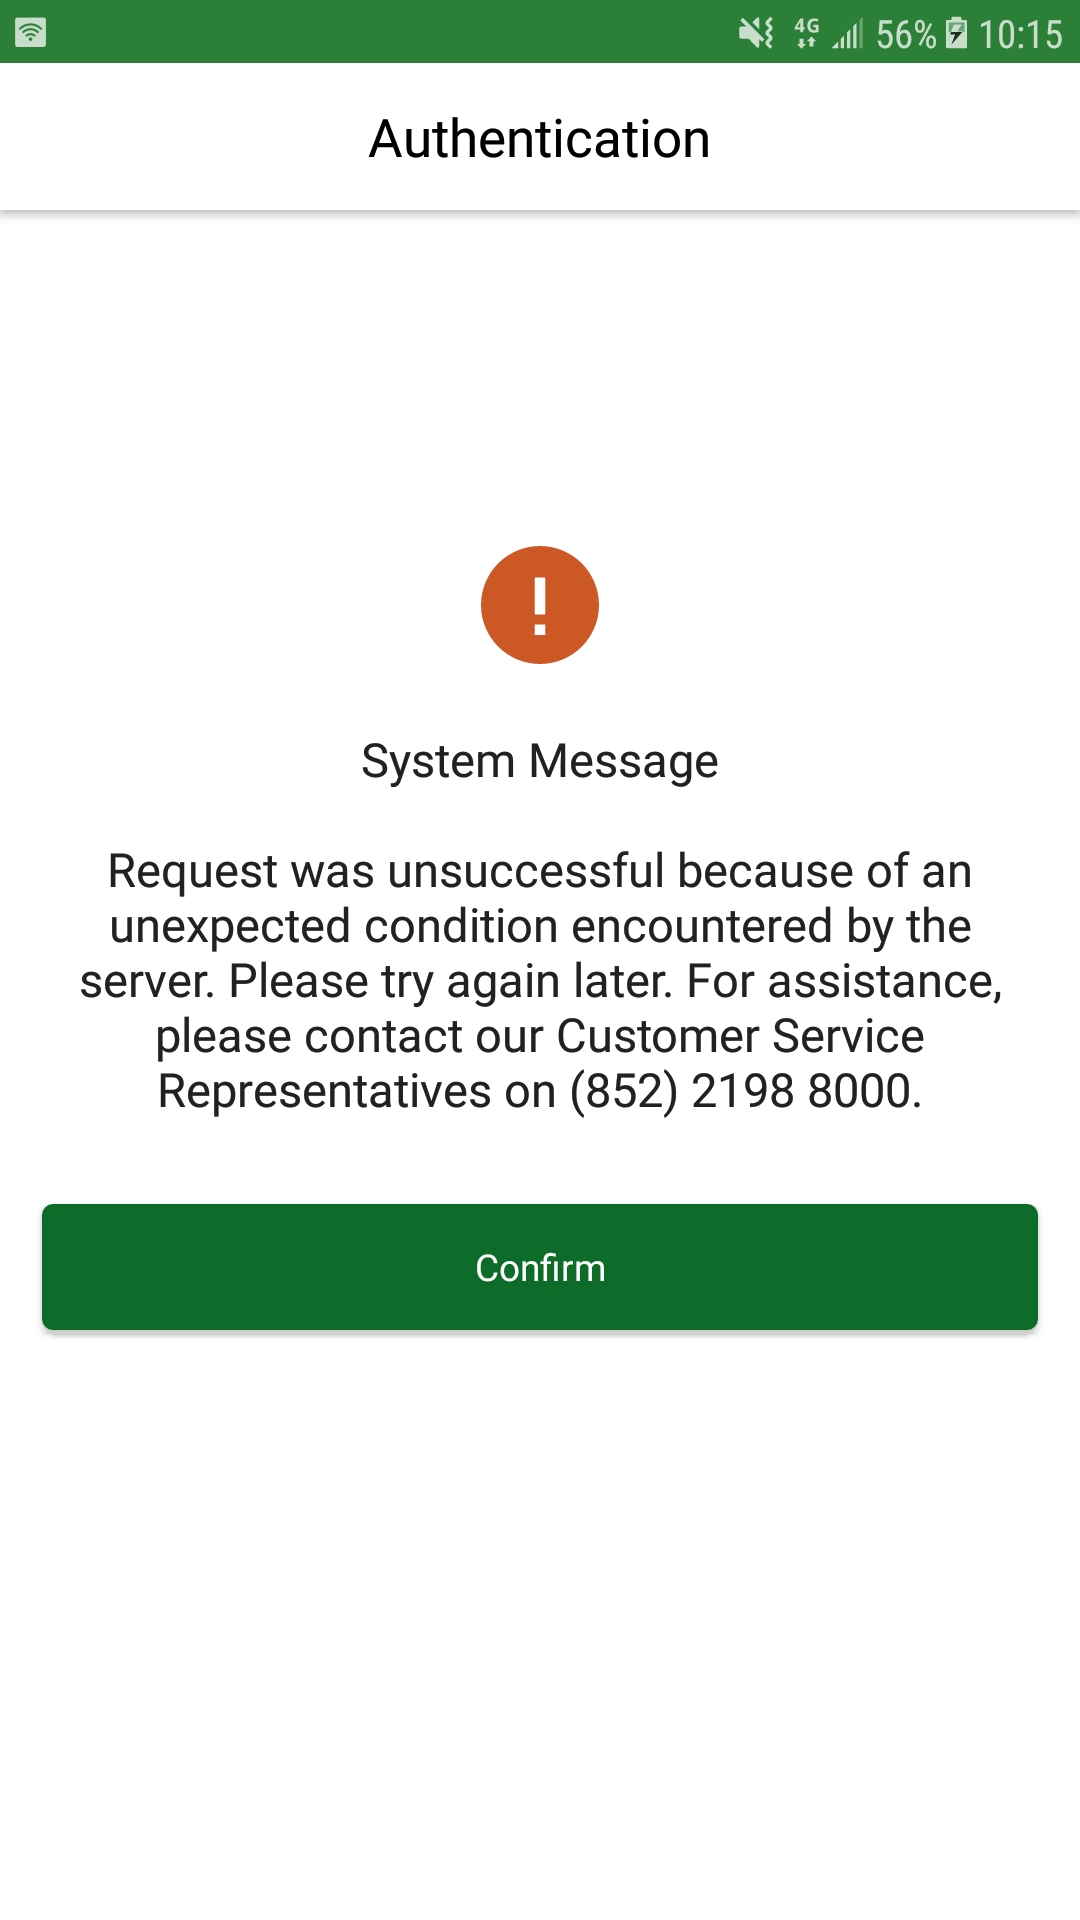 4G 56% 10:15
Authentication
System Message
Request was unsuccessful because of an
unexpected condition encountered by the
server. Please try again later. For assistance,
please contact our Customer Service
Representatives on (852) 2198 8000.
Confirm